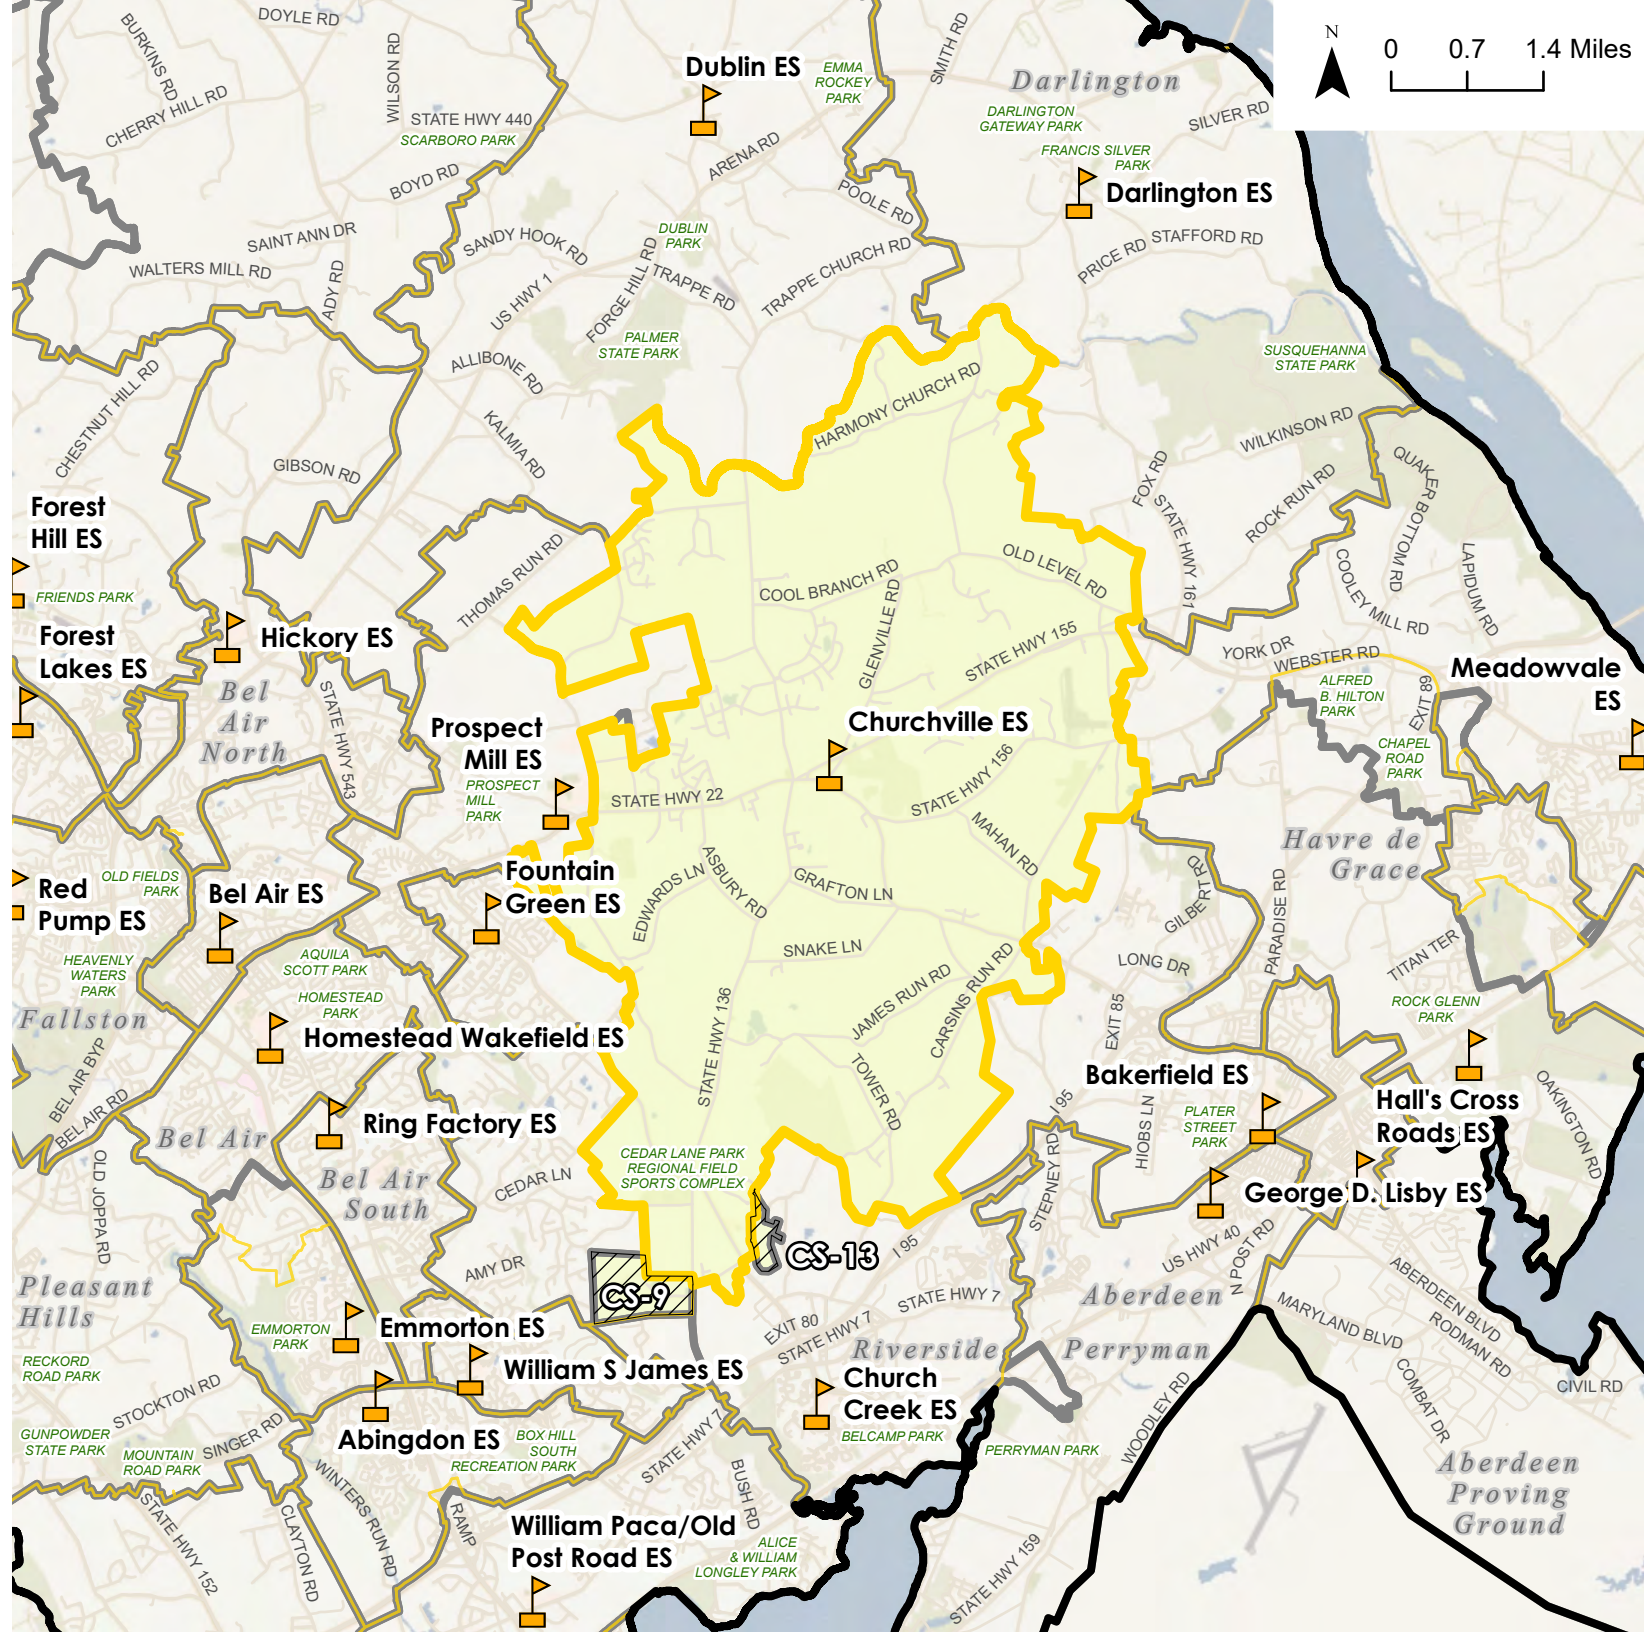 DOYLE RD
BURKINS RD
WILSON RD
CHERRY HILL RD
STATE HWY 440
SCARBORO PARK
BOYD RD
Dublin ES
EMMA
ROCKEY
PARK
SMITH RD
ARENA RD
Darlington
DARLINGTON
GATEWAY PARK
SILVER RD
FRANCIS SILVER
PARK
Darlington ES
N
0 0.7 1.4 Miles
POOLE RD
SAINT ANN DR
WALTERS MILL RD
ADY RD
SANDY HOOK RD
DUBLIN
PARK
US HWY 1
FORGE HILL RD
TRAPPE RD
TRAPPE CHURCH RD
PRICE RD
STAFFORD RD
PALMER
STATE PARK
ALLIBONE RD
SUSQUEHANNA
STATE PARK
CHESTNUT HILL RD
KALMIA RD
HARMONY CHURCH RD
WILKINSON RD
GIBSON RD
FOX RD
QUAKER BOTTOM RD
ROCK RUN RD
STATE HWY 161
Forest
Hill ES
THOMAS RUN RD
COOL BRANCH RD
OLD LEVEL RD
COOLEY MILL RD
LAPIDUM RD
FRIENDS PARK
Forest
Lakes ES
Hickory ES
GLENVILLE RD
STATE HWY 155
YORK DR
WEBSTER RD
Meadowvale
ES
ALFRED
B. HILTON
PARK
EXIT 89
Bel
Air
North
STATE HWY 543
Prospect
Mill ES
PROSPECT
MILL
PARK
Churchville ES
CHAPEL
ROAD
PARK
STATE HWY 22
STATE HWY 156
MAHAN RD
Havre de
Grace
OLD FIELDS
PARK
Red
Pump ES
Bel Air ES
Fountain
Green ES
EDWARDS LN
ASBURY RD
GRAFTON LN
GILBERT RD
PARADISE RD
SNAKE LN
LONG DR
TITAN TER
HEAVENLY
WATERS
PARK
AQUILA
SCOTT PARK
HOMESTEAD
PARK
Fallston
Homestead Wakefield ES
STATE HWY 136
JAMES RUN RD
CARSINS RUN RD
EXIT 85
ROCK GLENN
PARK
BEL AIR BYP
BELAIR RD
TOWER RD
I 95
Bakerfield ES
OAKINGTON RD
Ring Factory ES
Bel Air
HIOBS LN
PLATER
STREET
PARK
Hall's Cross
Roads ES
OLD JOPPA RD
Bel Air
South
CEDAR LN
CEDAR LANE PARK
REGIONAL FIELD
SPORTS COMPLEX
STEPNEY RD
George D. Lisby ES
AMY DR
CS-13
I 95
US HWY 40
N POST RD
CS-9
Pleasant
Hills
STATE HWY 7
Aberdeen
ABERDEEN BLVD
RODMAN RD
MARYLAND BLVD
EMMORTON
PARK
Emmorton ES
EXIT 80
STATE HWY 7
Riverside
Perryman
RECKORD
ROAD PARK
William S James ES
Church
Creek ES
COMBAT DR
CIVIL RD
STOCKTON RD
WOODLEY RD
GUNPOWDER
STATE PARK
SINGER RD
Abingdon ES
BOX HILL
SOUTH
RECREATION PARK
STATE HWY 7
BELCAMP PARK
PERRYMAN PARK
MOUNTAIN
ROAD PARK
WINTERS RUN RD
BUSH RD
Aberdeen
Proving
Ground
STATE HWY 152
CLAYTON RD
RAMP
William Paca/Old
Post Road ES
ALICE
& WILLIAM
LONGLEY PARK
STATE HWY 159